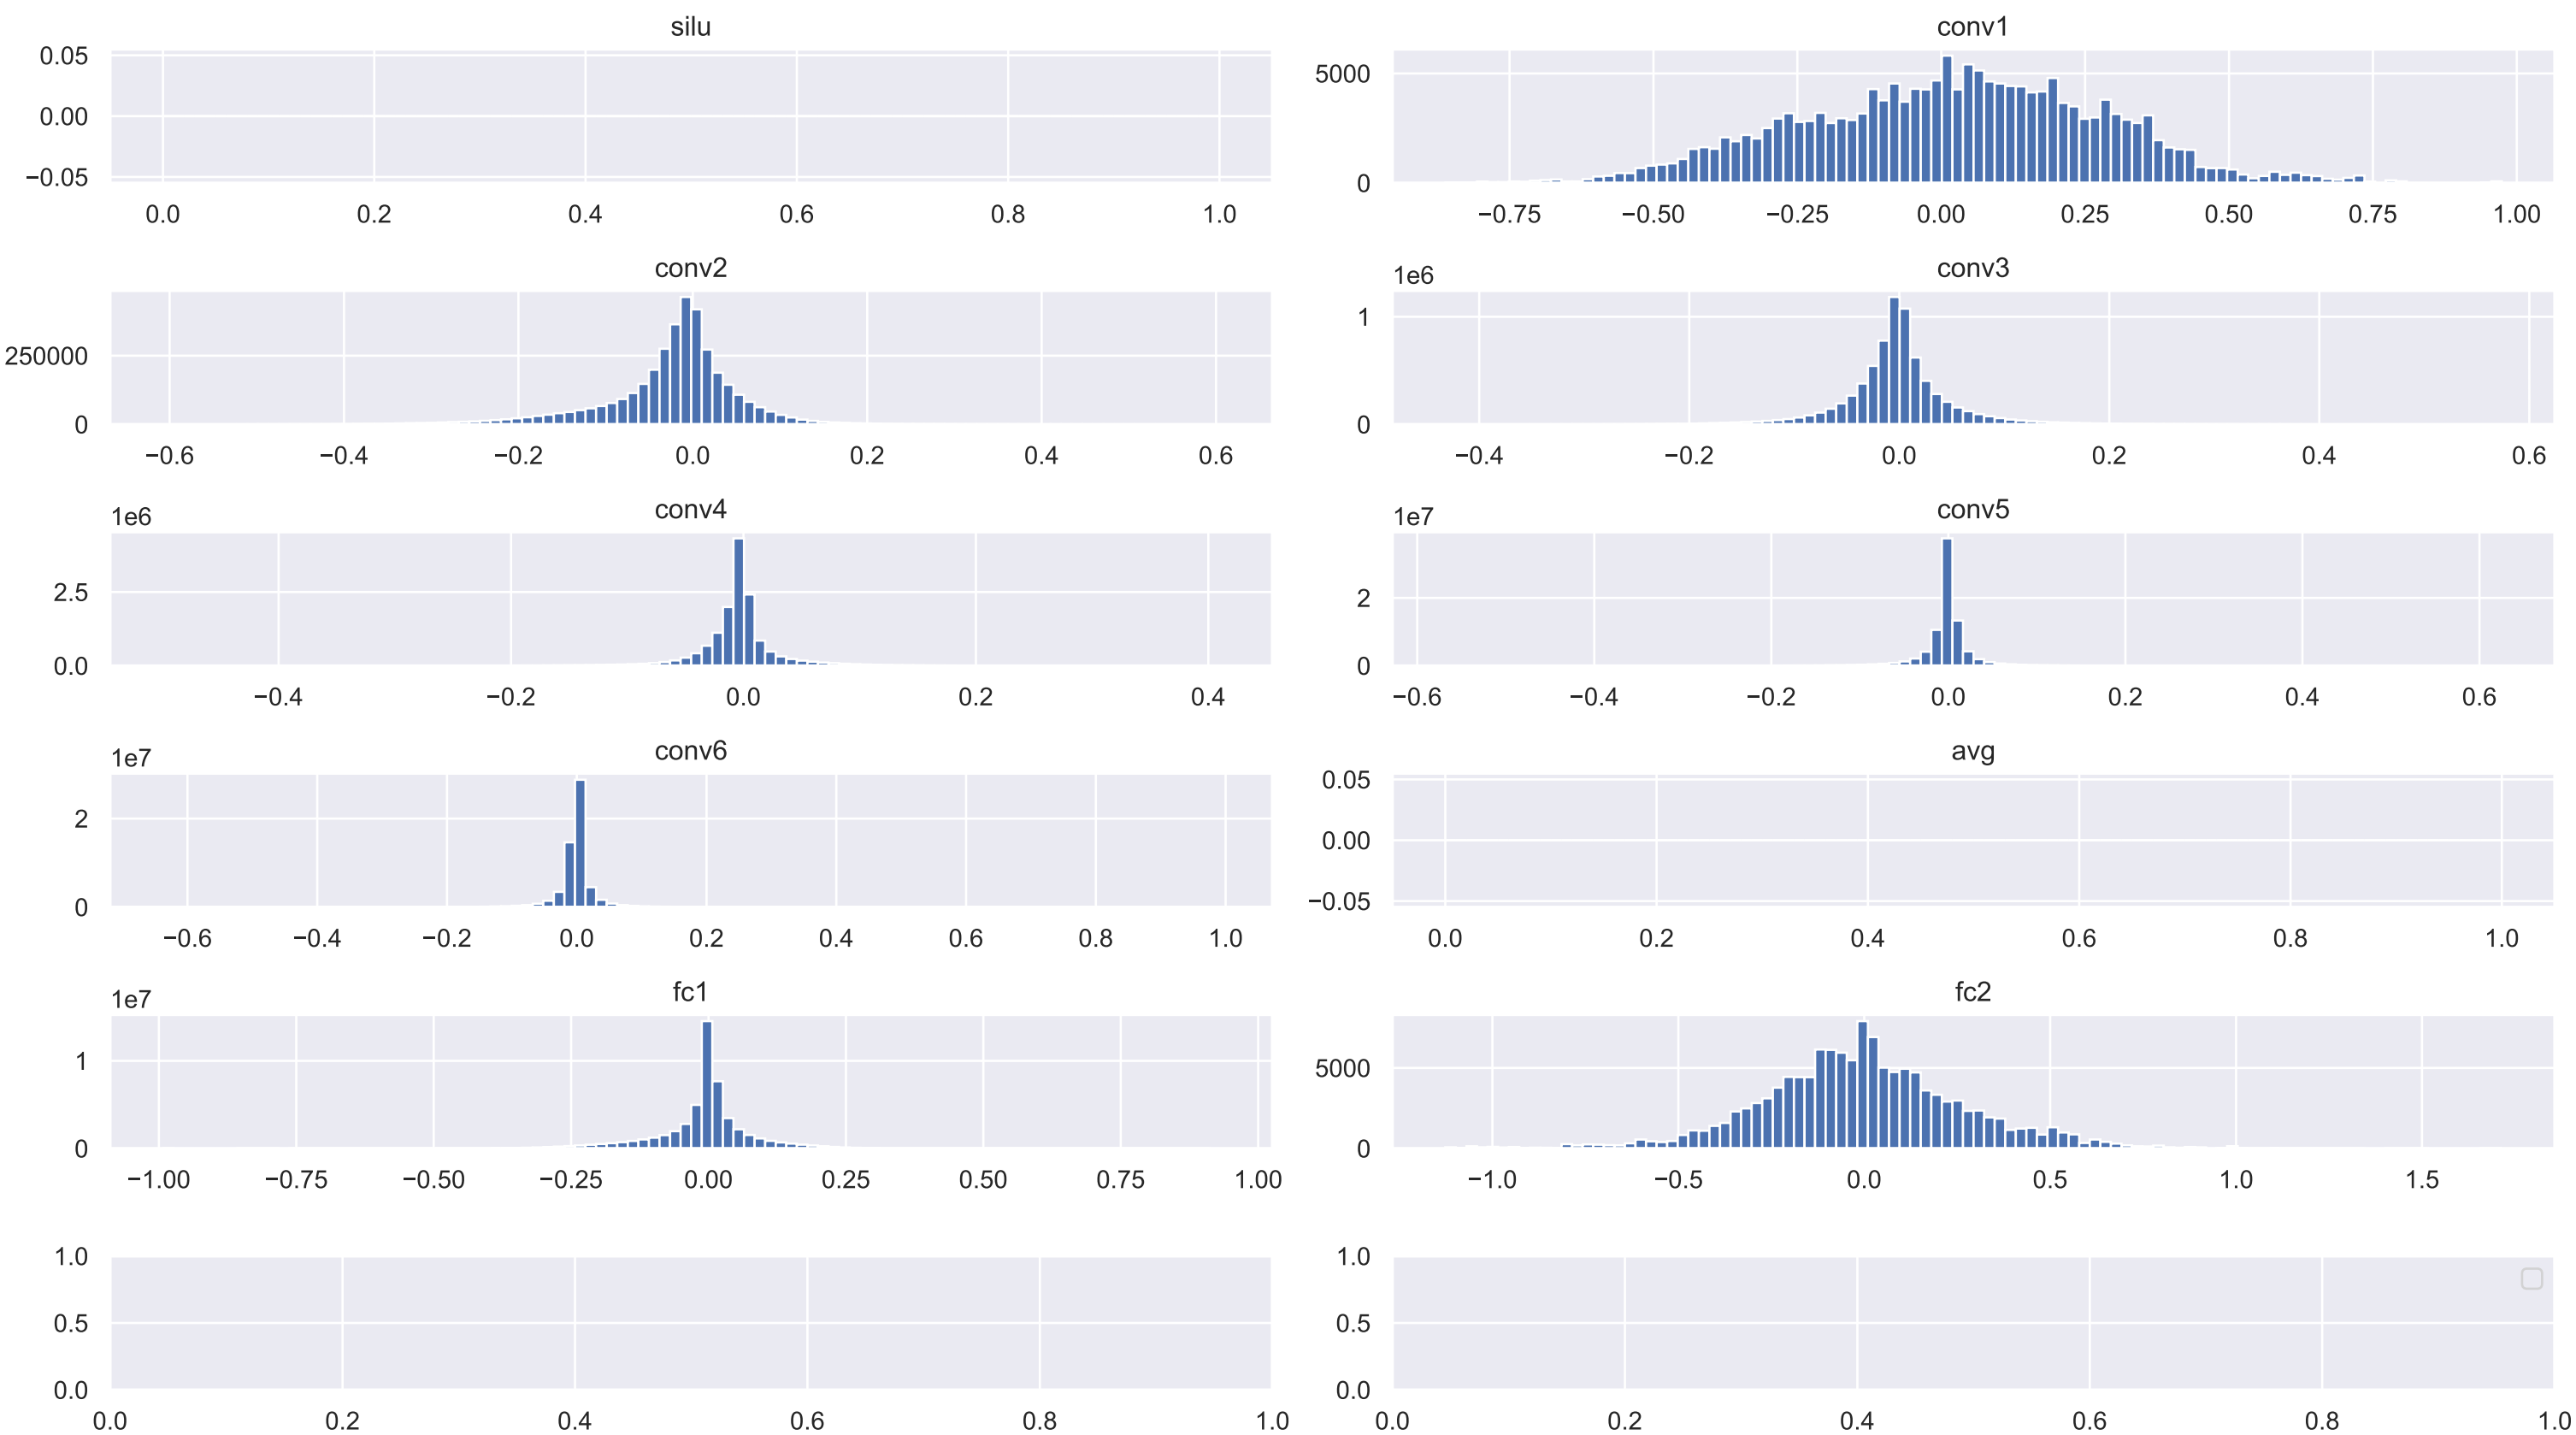 silu conv1
0.05
0.00
−0.05
0.0 0.2 0.4 0.6 0.8 1.0
5000
0
−0.75 −0.50 −0.25 0.00 0.25 0.50 0.75 1.00
conv2 conv3
250000
0
−0.6 −0.4 −0.2 0.0 0.2 0.4 0.6
1e6
1
0
−0.4 −0.2 0.0 0.2 0.4 0.6
conv4 conv5
1e6
2.5
0.0
−0.4 −0.2 0.0 0.2 0.4
1e7
2
0
−0.6 −0.4 −0.2 0.0 0.2 0.4 0.6
conv6 avg
1e7
2
0
−0.6 −0.4 −0.2 0.0 0.2 0.4 0.6 0.8 1.0
0.05
0.00
−0.05
0.0 0.2 0.4 0.6 0.8 1.0
fc1 fc2
1e7
1
0
−1.00 −0.75 −0.50 −0.25 0.00 0.25 0.50 0.75 1.00
5000
0
−1.0 −0.5 0.0 0.5 1.0 1.5
1.0
0.5
0.0
0.0 0.2 0.4 0.6 0.8 1.0
1.0
0.5
0.0
0.0 0.2 0.4 0.6 0.8 1.0